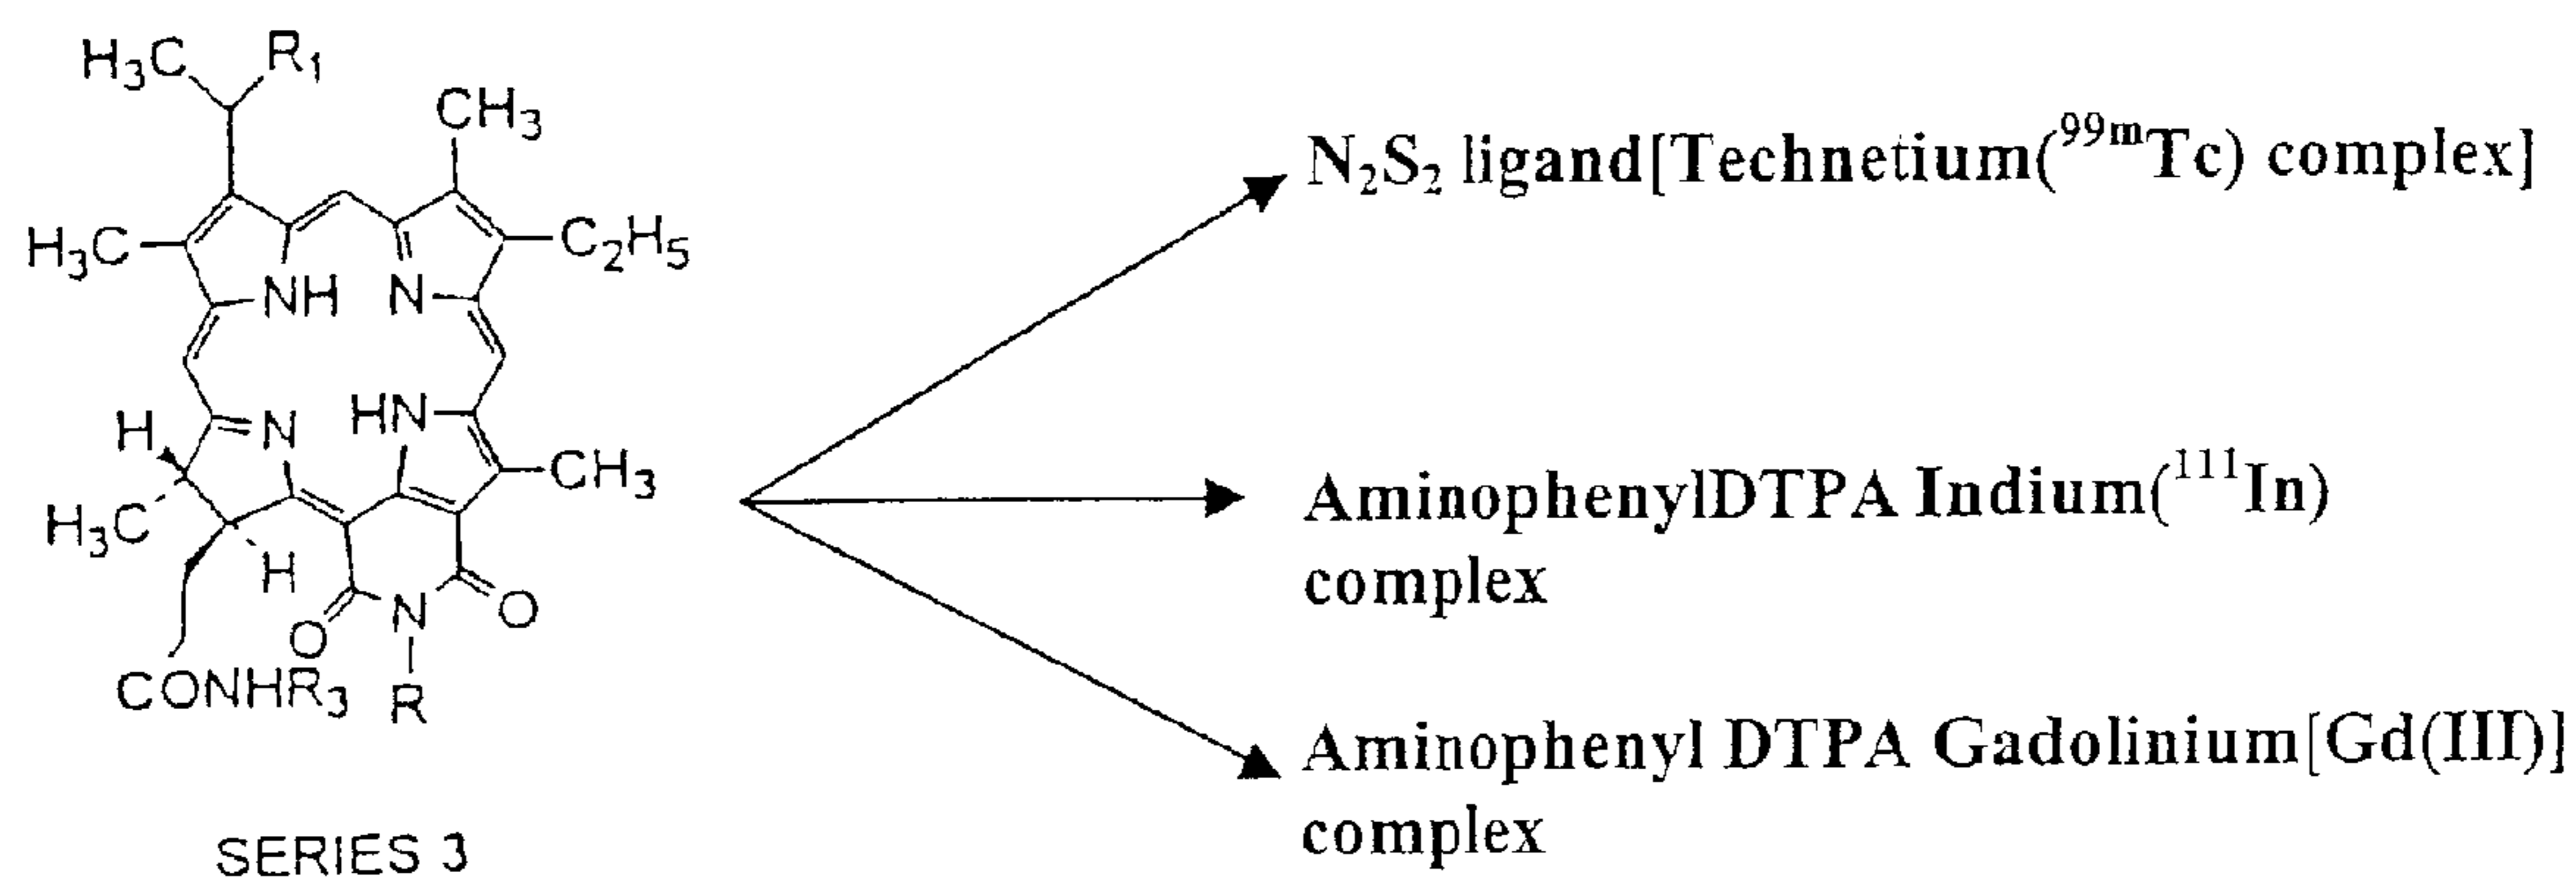 H₃C R₁
CH₃
H₃C
C₂H₅
NH N
N HN
H
CH₃
H₃C
H
O N O
CONHR₃ R
SERIES 3
N₂S₂ ligand[Technetium(⁹⁹ᵐTc) complex]
AminophenylDTPA Indium(¹¹¹In)
complex
Aminophenyl DTPA Gadolinium[Gd(III)]
complex